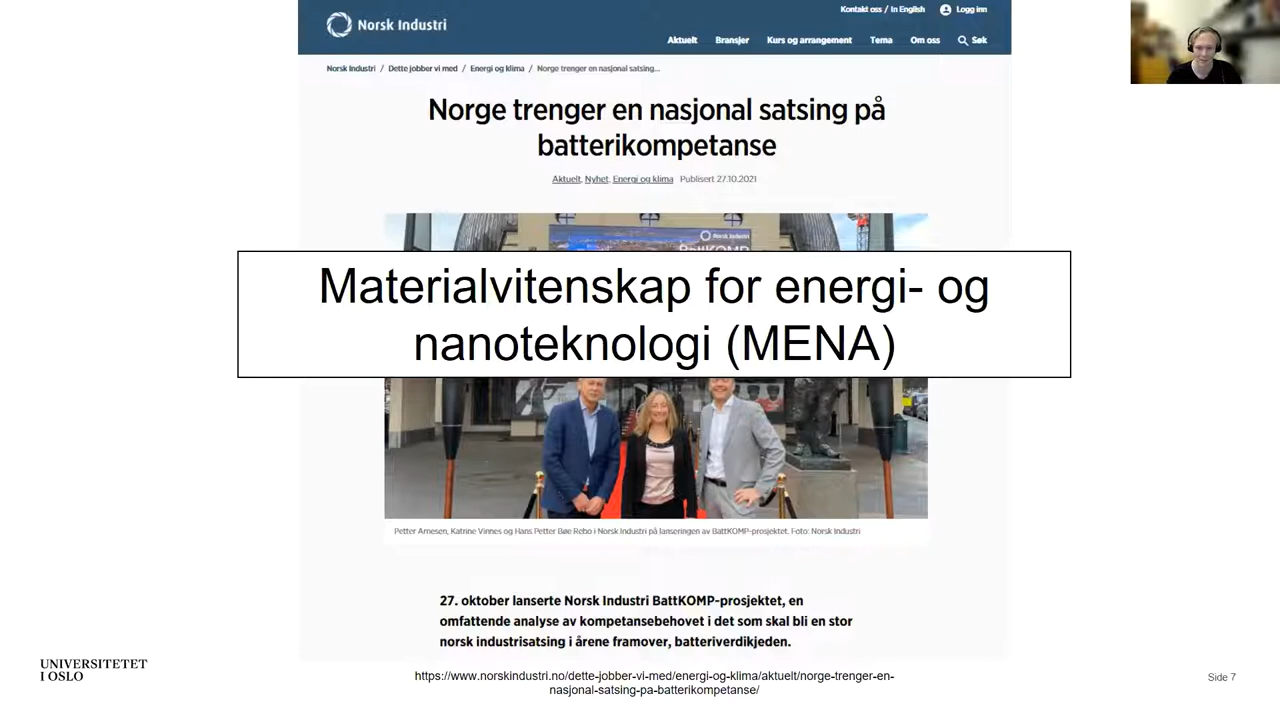 Norsk Industri
Kontakt oss / In English Logg inn
Aktuelt Bransjer Kurs og arrangement Tema Om oss Søk
Norsk Industri / Dette jobber vi med / Energi og klima / Norge trenger en nasjonal satsing...
Norge trenger en nasjonal satsing på
batterikompetanse
Aktuelt, Nyhet, Energi og klima Publisert 27.10.2021
Norsk Industri
BattKOMP
Materialvitenskap for energi- og
nanoteknologi (MENA)
Petter Arnesen, Katrine Vinnes og Hans Petter Bøe Rebo i Norsk Industri på lanseringen av BattKOMP-prosjektet. Foto: Norsk Industri
27. oktober lanserte Norsk Industri BattKOMP-prosjektet, en
omfattende analyse av kompetansebehovet i det som skal bli en stor
norsk industrisatsing i årene framover, batteriverdikjeden.
UNIVERSITETET
I OSLO
https://www.norskindustri.no/dette-jobber-vi-med/energi-og-klima/aktuelt/norge-trenger-en-
nasjonal-satsing-pa-batterikompetanse/
Side 7